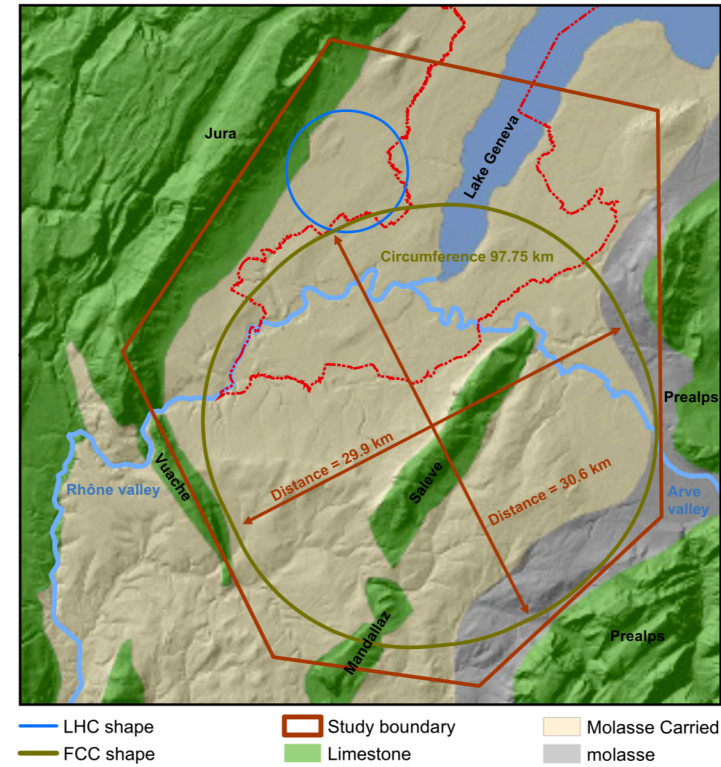 Jura
Lake Geneva
Circumference 97.75 km
Prealps
Distance = 29.9 km
Vuache
Rhône valley
Salève
Distance = 30.6 km
Arve
valley
Mandallaz
Prealps
LHC shape
Study boundary
Molasse Carried
FCC shape
Limestone
molasse